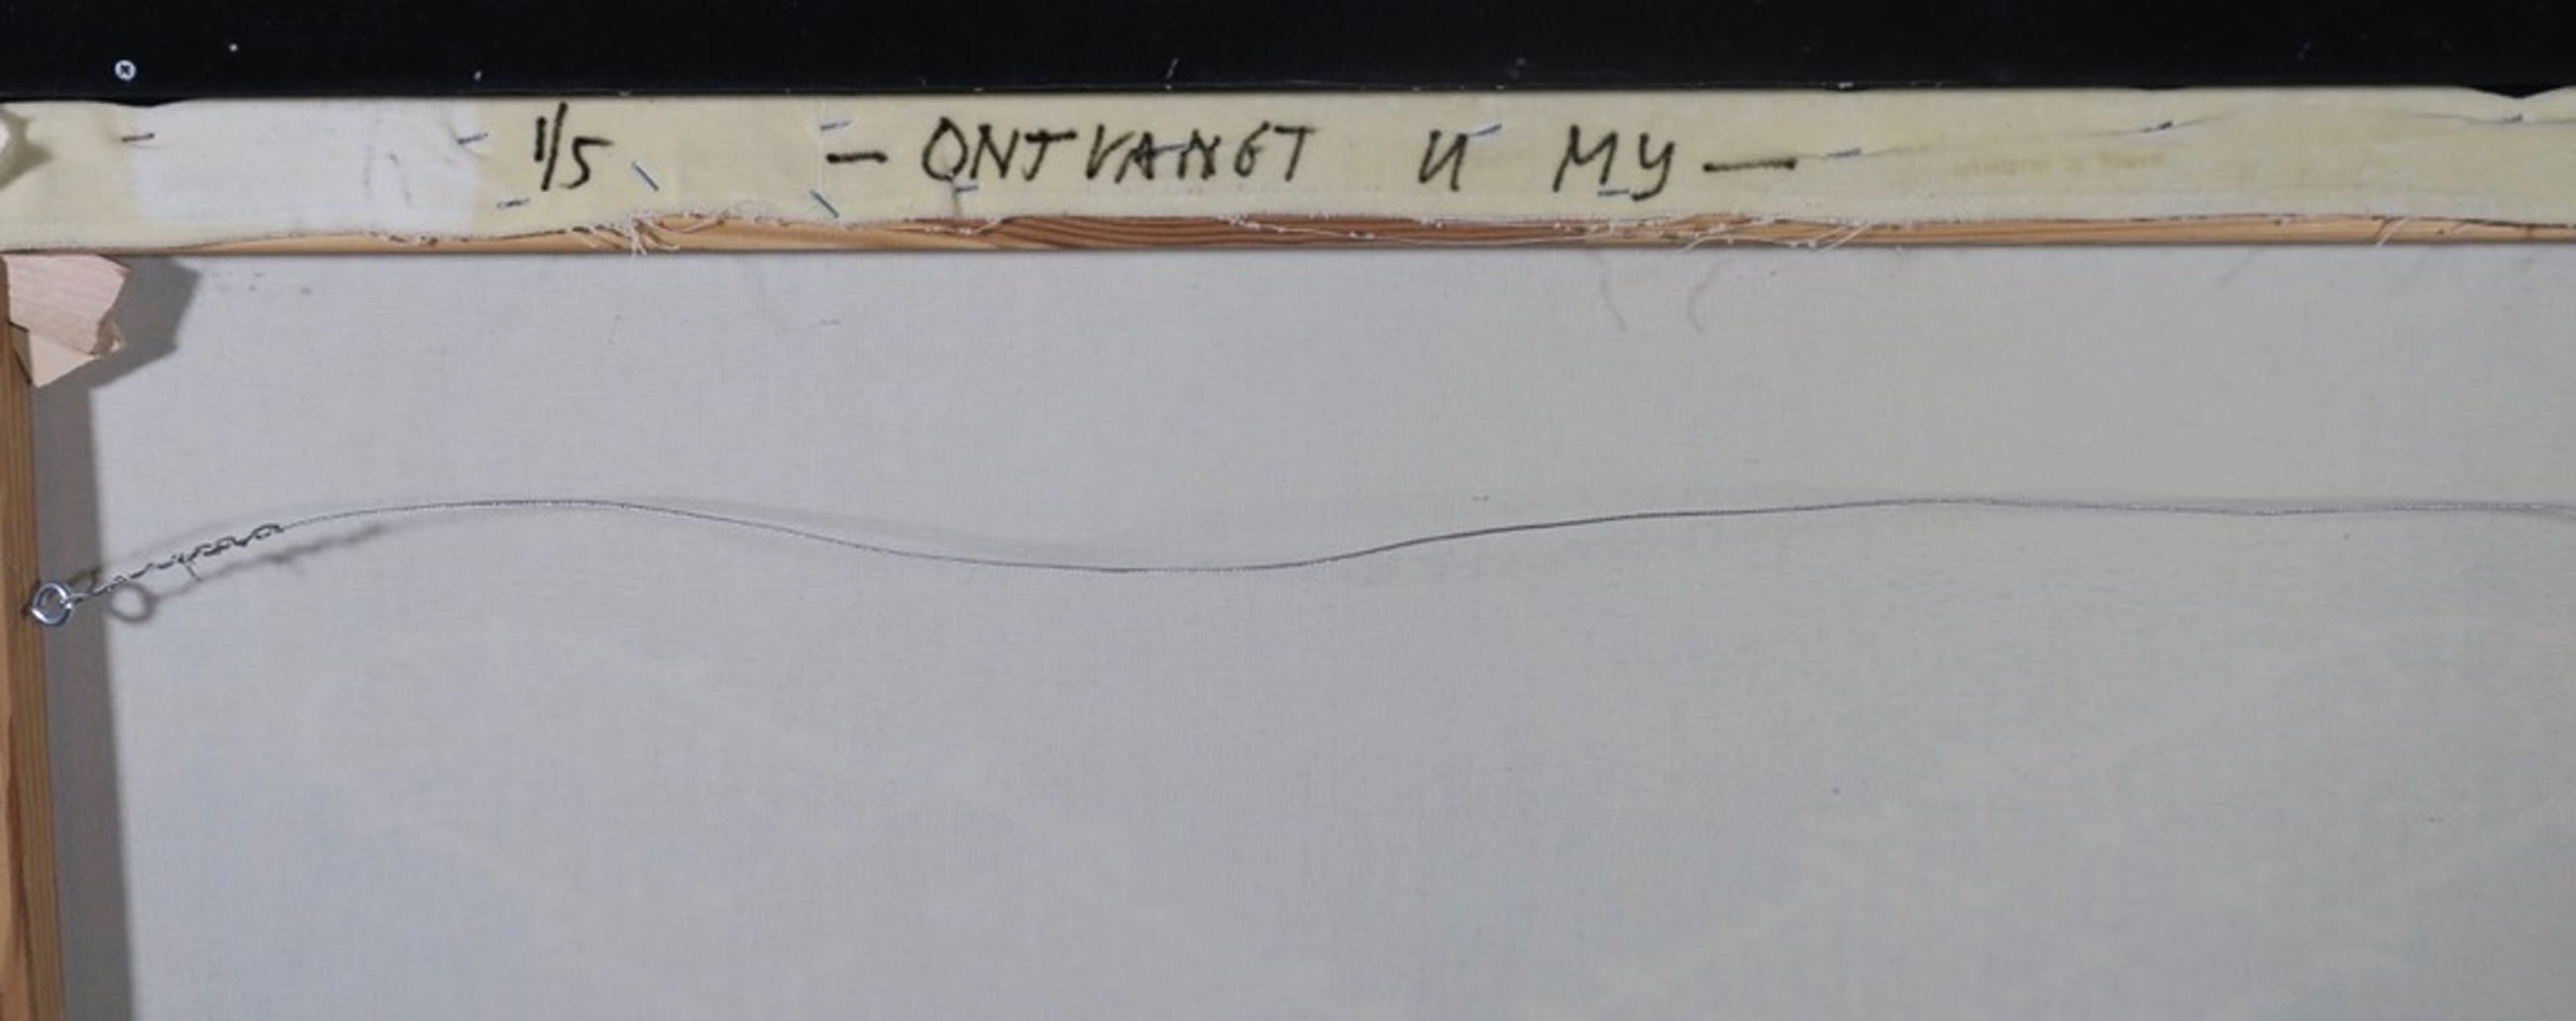 1/5 — ONTVANGT U MY —